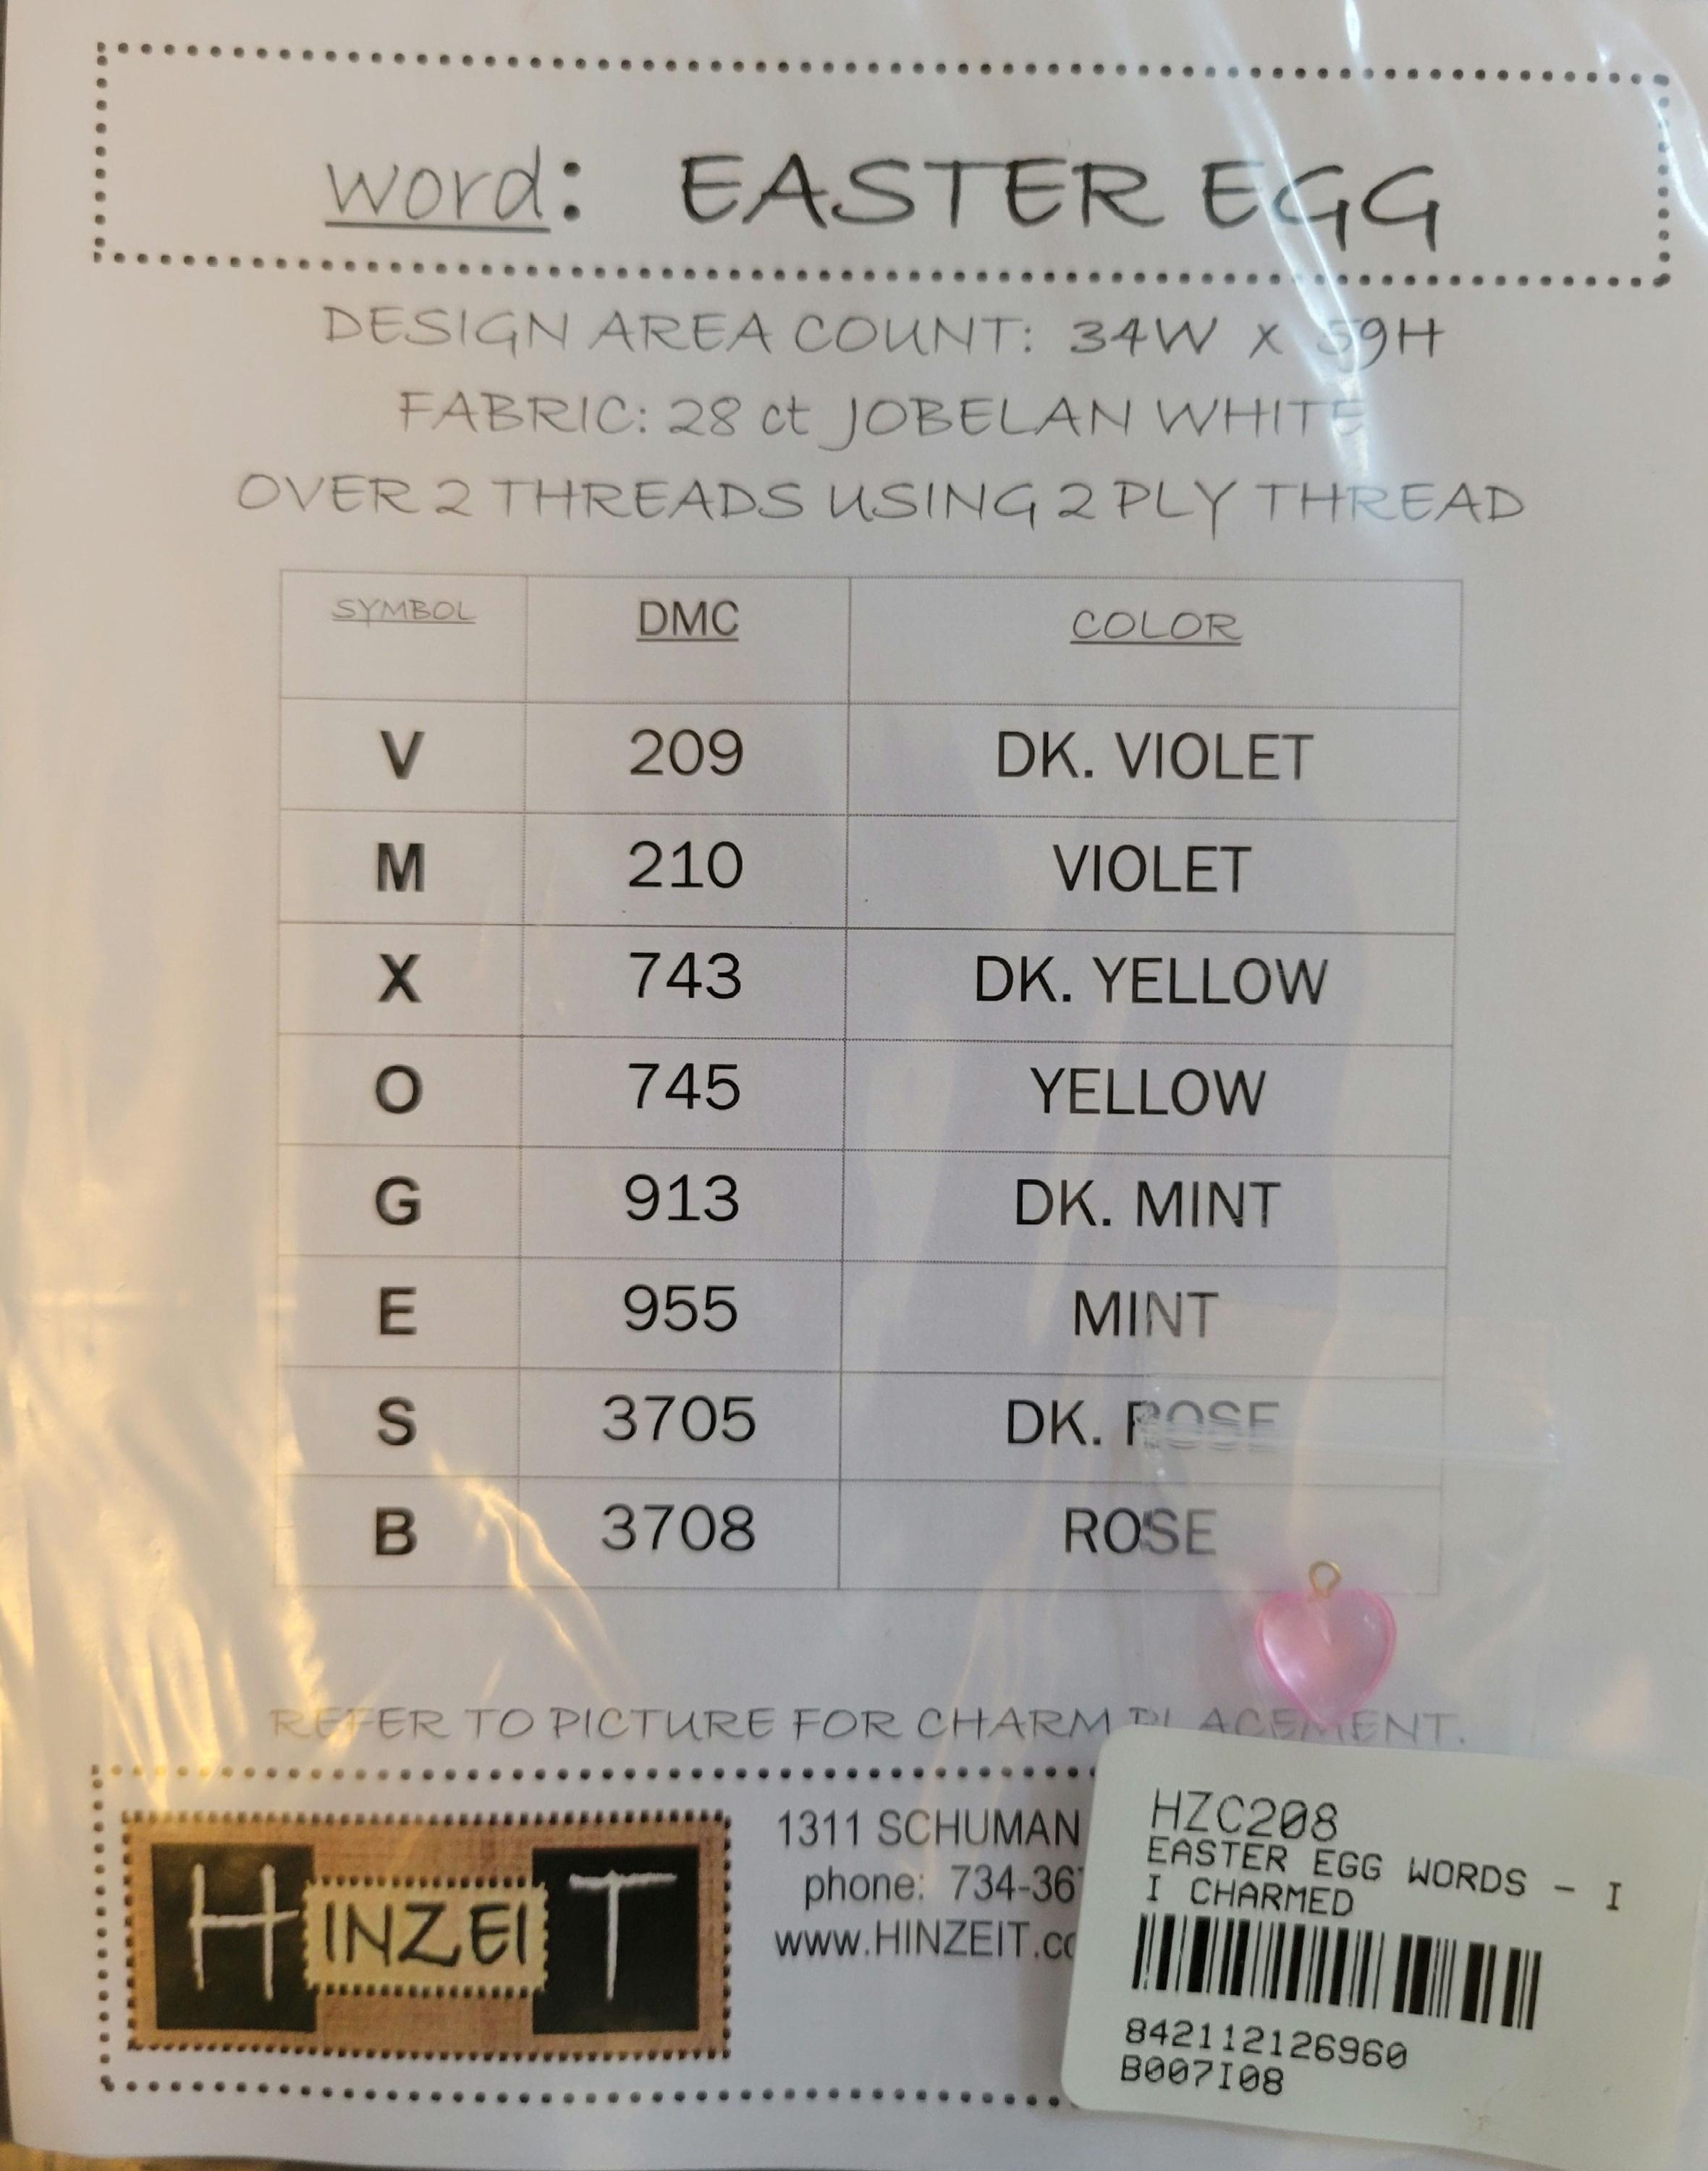 word: EASTER EGG
DESIGN AREA COUNT: 34W X 59H
FABRIC: 28 ct JOBELAN WHITE
OVER 2 THREADS USING 2 PLY THREAD
SYMBOL DMC COLOR
V 209 DK. VIOLET
M 210 VIOLET
X 743 DK. YELLOW
O 745 YELLOW
G 913 DK. MINT
E 955 MINT
S 3705 DK. ROSE
B 3708 ROSE
REFER TO PICTURE FOR CHARM PLACEMENT.
HINZEIT
1311 SCHUMAN
phone: 734-36
www.HINZEIT.co
HZC208
EASTER EGG WORDS - I
I CHARMED
842112126960
B007I08